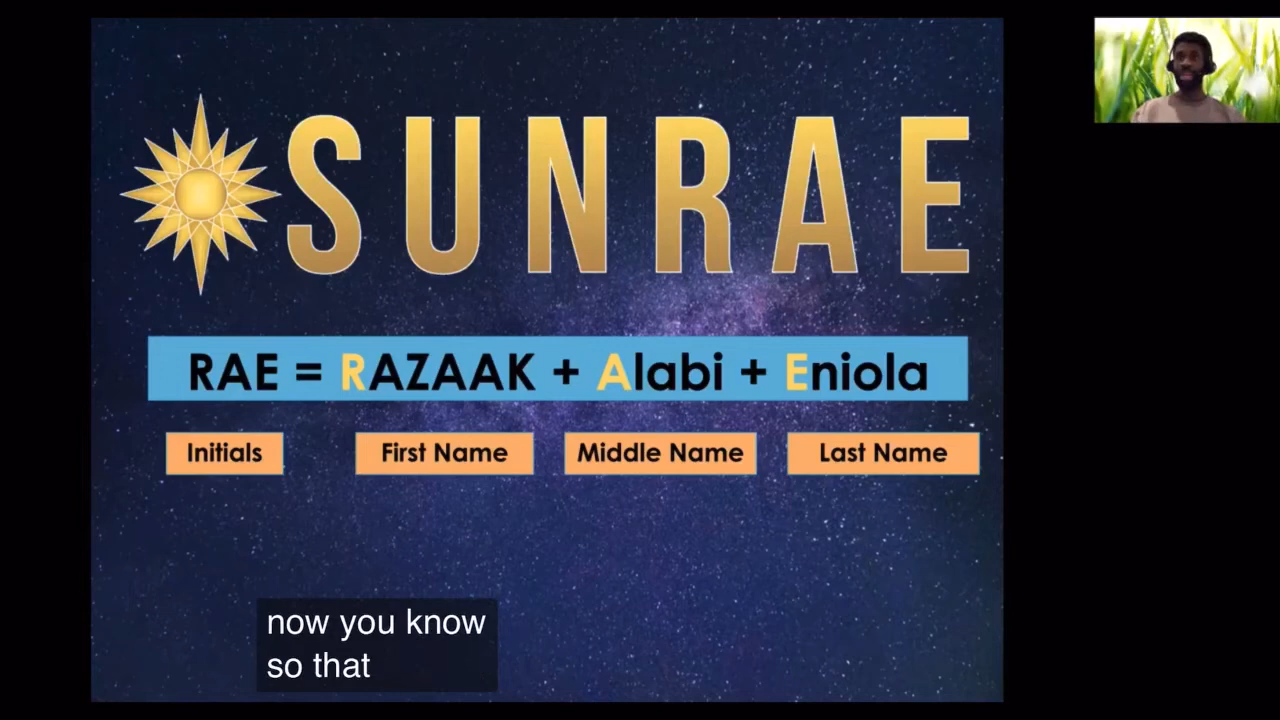 SUNRAE
RAE = RAZAAK + Alabi + Eniola
Initials First Name Middle Name Last Name
now you know
so that